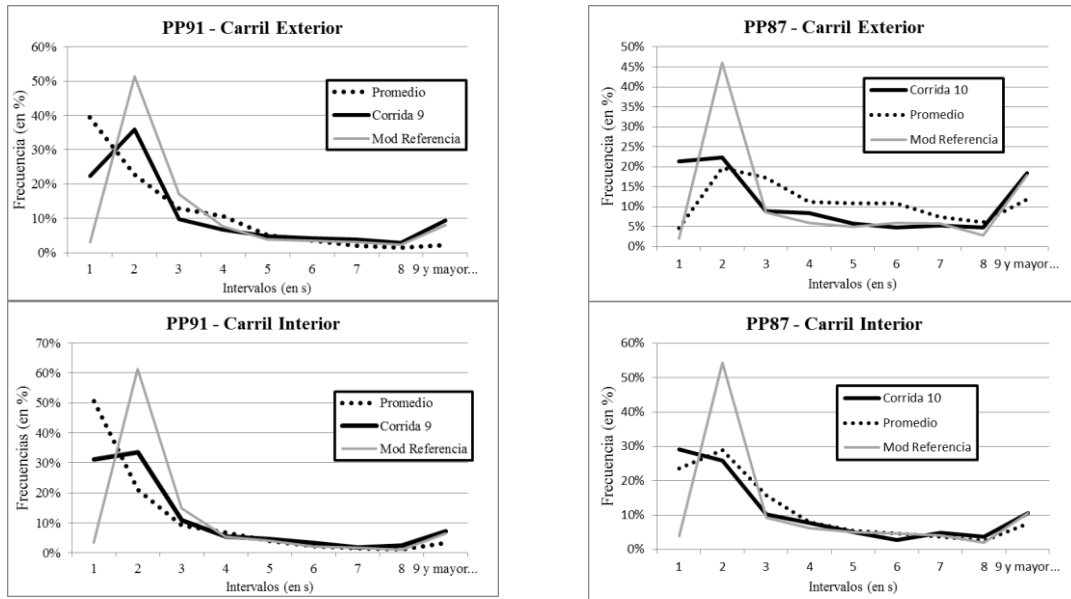 PP91 - Carril Exterior
Frecuencia (en %)
60%
50%
40%
30%
20%
10%
0%
Promedio
Corrida 9
Mod Referencia
1 2 3 4 5 6 7 8 9 y mayor...
Intervalos (en s)
PP87 - Carril Exterior
Frecuencia (en %)
50%
45%
40%
35%
30%
25%
20%
15%
10%
5%
0%
Corrida 10
Promedio
Mod Referencia
1 2 3 4 5 6 7 8 9 y mayor...
Intervalos (en s)
PP91 - Carril Interior
Frecuencias (en %)
70%
60%
50%
40%
30%
20%
10%
0%
Promedio
Corrida 9
Mod Referencia
1 2 3 4 5 6 7 8 9 y mayor...
Intervalos (en s)
PP87 - Carril Interior
Frecuencia (en %)
60%
50%
40%
30%
20%
10%
0%
Corrida 10
Promedio
Mod Referencia
1 2 3 4 5 6 7 8 9 y mayor...
Intervalos (en s)